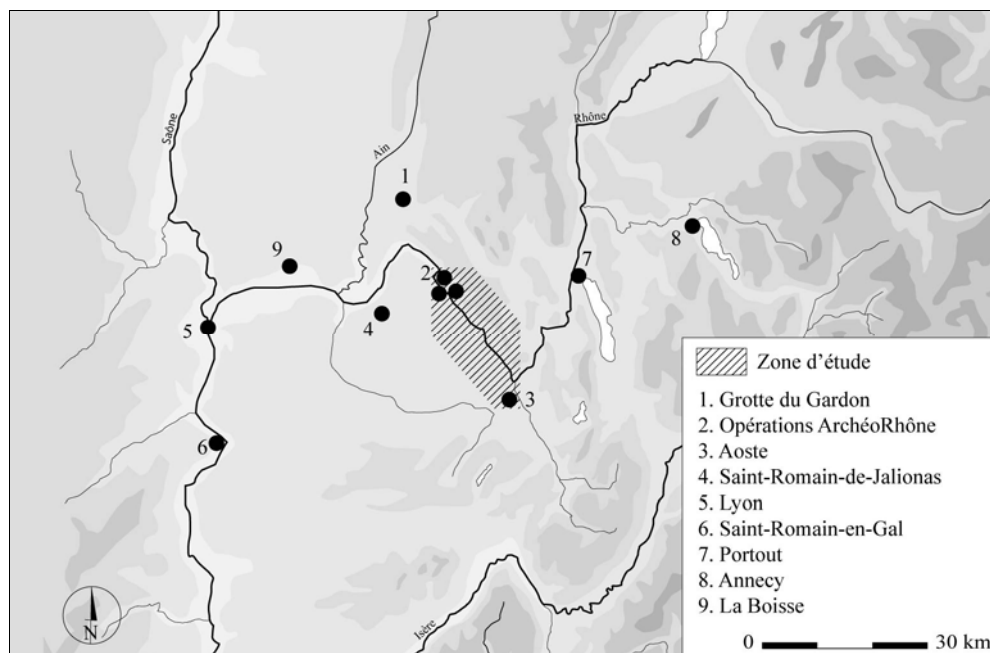 Saône
Ain
Rhône
1
9
2
8
7
4
5
3
6
Isère
N
Zone d'étude
1. Grotte du Gardon
2. Opérations ArchéoRhône
3. Aoste
4. Saint-Romain-de-Jalionas
5. Lyon
6. Saint-Romain-en-Gal
7. Portout
8. Annecy
9. La Boisse
0 30 km